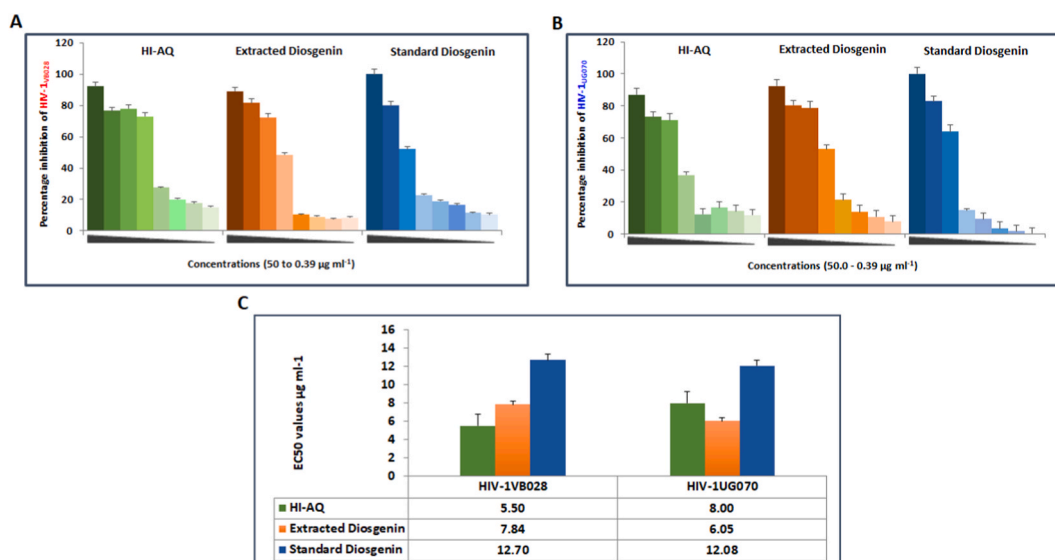 A
HI-AQ Extracted Diosgenin Standard Diosgenin
Percentage inhibition of HIV-1VB028
120
100
80
60
40
20
0
Concentrations (50 to 0.39 µg ml-1)
B
HI-AQ Extracted Diosgenin Standard Diosgenin
Percentage inhibition of HIV-1UG070
120
100
80
60
40
20
0
Concentrations (50.0 - 0.39 µg ml-1)
C
EC50 values µg ml-1
16
14
12
10
8
6
4
2
0
HIV-1VB028 HIV-1UG070
HI-AQ 5.50 8.00
Extracted Diosgenin 7.84 6.05
Standard Diosgenin 12.70 12.08